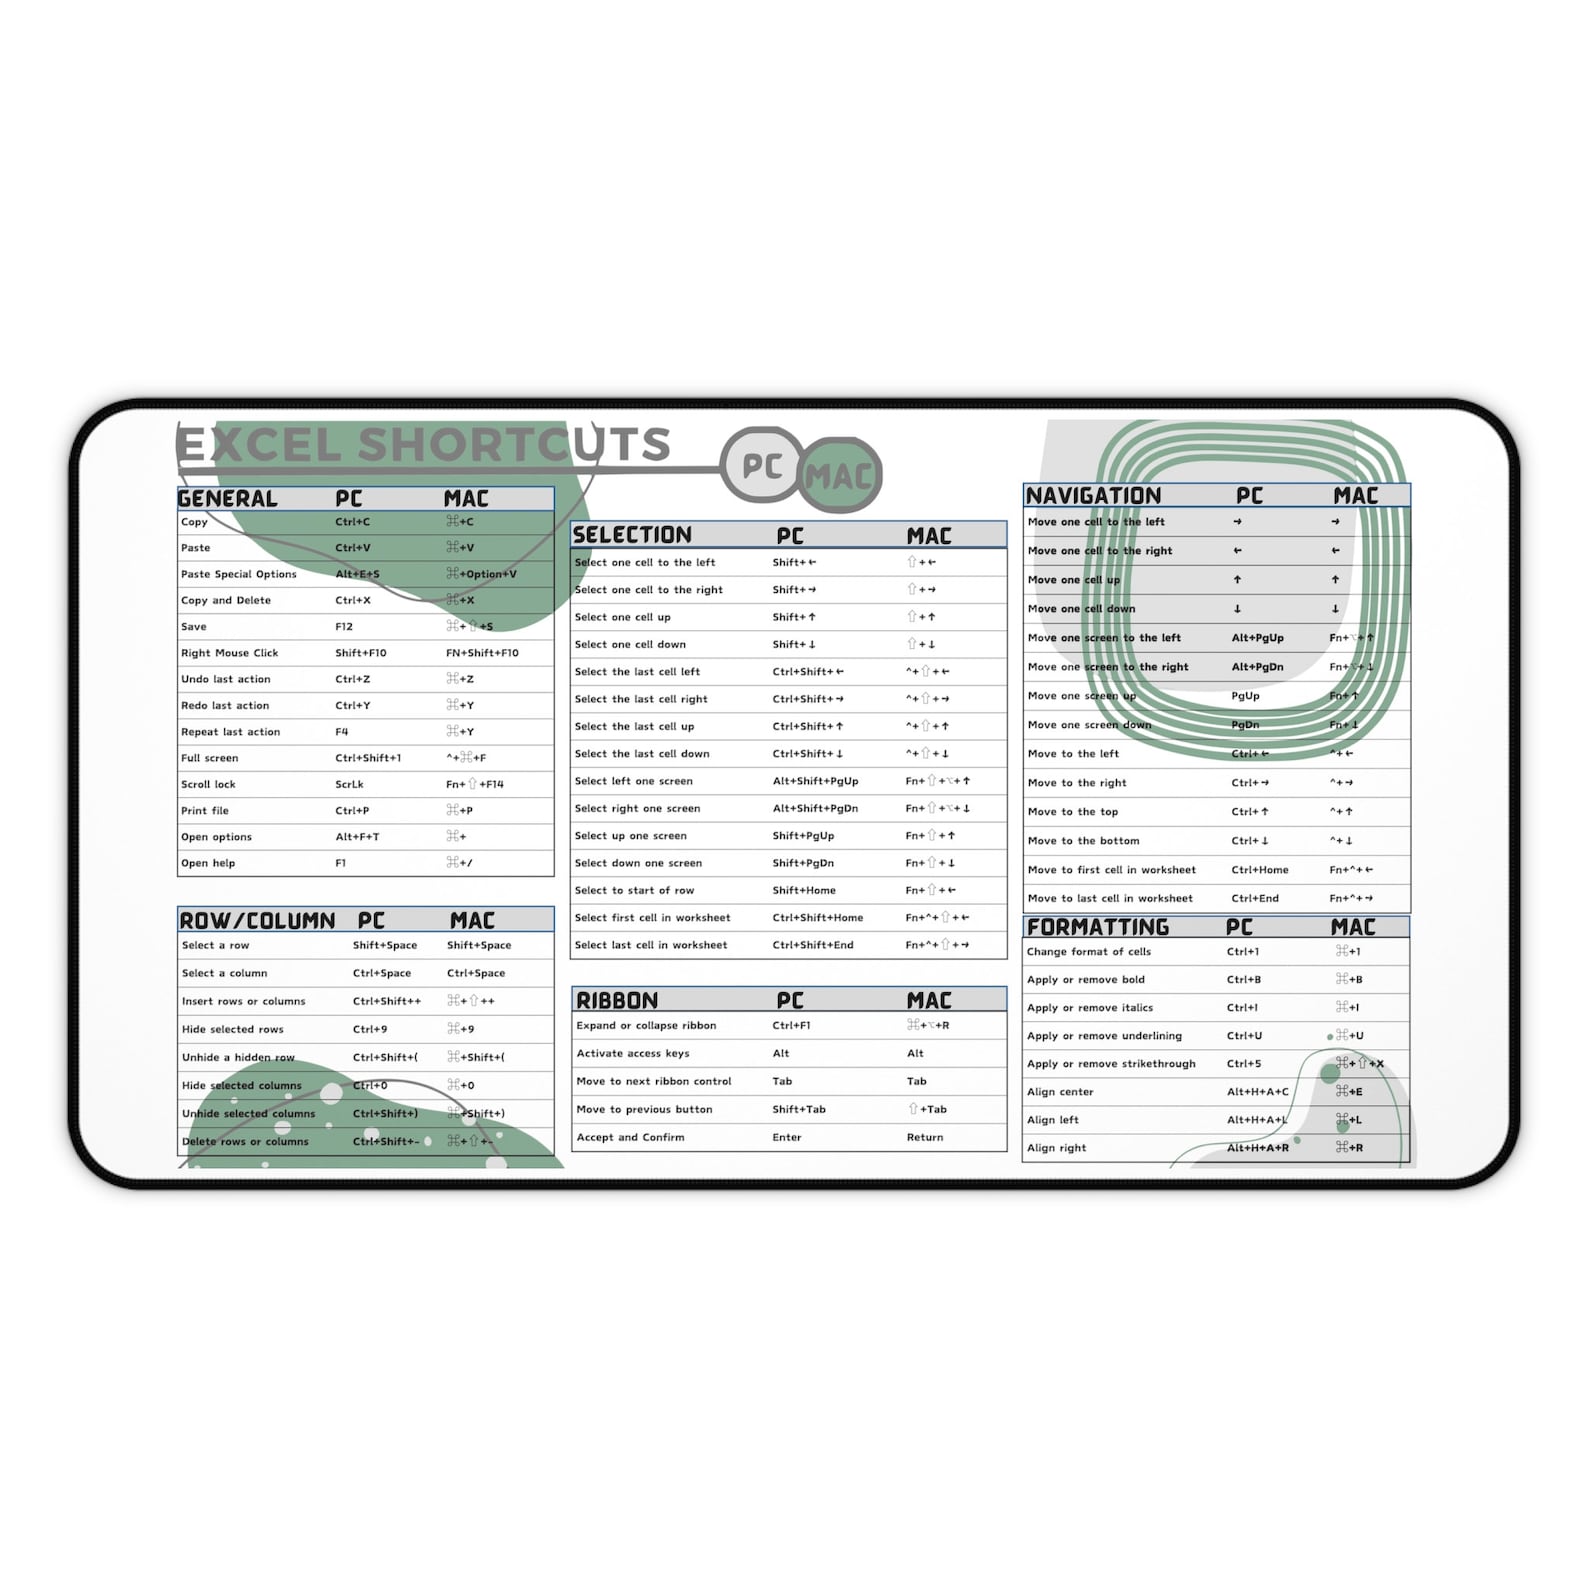 EXCEL SHORTCUTS
PC MAC
GENERAL PC MAC
Copy Ctrl+C ⌘+C
Paste Ctrl+V ⌘+V
Paste Special Options Alt+E+S ⌘+Option+V
Copy and Delete Ctrl+X ⌘+X
Save F12 ⌘+⇧+S
Right Mouse Click Shift+F10 FN+Shift+F10
Undo last action Ctrl+Z ⌘+Z
Redo last action Ctrl+Y ⌘+Y
Repeat last action F4 ⌘+Y
Full screen Ctrl+Shift+1 ^+⌘+F
Scroll lock ScrLk Fn+⇧+F14
Print file Ctrl+P ⌘+P
Open options Alt+F+T ⌘+
Open help F1 ⌘+/
ROW/COLUMN PC MAC
Select a row Shift+Space Shift+Space
Select a column Ctrl+Space Ctrl+Space
Insert rows or columns Ctrl+Shift++ ⌘+⇧++
Hide selected rows Ctrl+9 ⌘+9
Unhide a hidden row Ctrl+Shift+( ⌘+Shift+(
Hide selected columns Ctrl+0 ⌘+0
Unhide selected columns Ctrl+Shift+) ⌘+Shift+)
Delete rows or columns Ctrl+Shift+- ⌘+⇧+-
SELECTION PC MAC
Select one cell to the left Shift+← ⇧+←
Select one cell to the right Shift+→ ⇧+→
Select one cell up Shift+↑ ⇧+↑
Select one cell down Shift+↓ ⇧+↓
Select the last cell left Ctrl+Shift+← ^+⇧+←
Select the last cell right Ctrl+Shift+→ ^+⇧+→
Select the last cell up Ctrl+Shift+↑ ^+⇧+↑
Select the last cell down Ctrl+Shift+↓ ^+⇧+↓
Select left one screen Alt+Shift+PgUp Fn+⇧+⌥+↑
Select right one screen Alt+Shift+PgDn Fn+⇧+⌥+↓
Select up one screen Shift+PgUp Fn+⇧+↑
Select down one screen Shift+PgDn Fn+⇧+↓
Select to start of row Shift+Home Fn+⇧+←
Select first cell in worksheet Ctrl+Shift+Home Fn+^+⇧+←
Select last cell in worksheet Ctrl+Shift+End Fn+^+⇧+→
RIBBON PC MAC
Expand or collapse ribbon Ctrl+F1 ⌘+⌥+R
Activate access keys Alt Alt
Move to next ribbon control Tab Tab
Move to previous button Shift+Tab ⇧+Tab
Accept and Confirm Enter Return
NAVIGATION PC MAC
Move one cell to the left → →
Move one cell to the right ← ←
Move one cell up ↑ ↑
Move one cell down ↓ ↓
Move one screen to the left Alt+PgUp Fn+⌥+↑
Move one screen to the right Alt+PgDn Fn+⌥+↓
Move one screen up PgUp Fn+↑
Move one screen down PgDn Fn+↓
Move to the left Ctrl+← ^+←
Move to the right Ctrl+→ ^+→
Move to the top Ctrl+↑ ^+↑
Move to the bottom Ctrl+↓ ^+↓
Move to first cell in worksheet Ctrl+Home Fn+^+←
Move to last cell in worksheet Ctrl+End Fn+^+→
FORMATTING PC MAC
Change format of cells Ctrl+1 ⌘+1
Apply or remove bold Ctrl+B ⌘+B
Apply or remove italics Ctrl+I ⌘+I
Apply or remove underlining Ctrl+U ⌘+U
Apply or remove strikethrough Ctrl+5 ⌘+⇧+X
Align center Alt+H+A+C ⌘+E
Align left Alt+H+A+L ⌘+L
Align right Alt+H+A+R ⌘+R